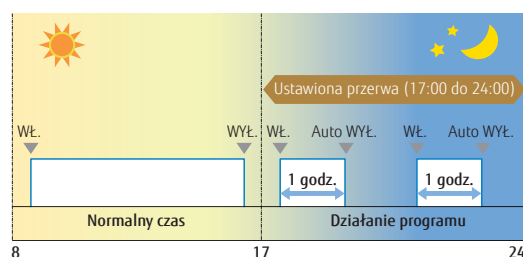 Ustawiona przerwa (17:00 do 24:00)
WŁ. WYŁ. WŁ. Auto WYŁ. WŁ. Auto WYŁ.
1 godz. 1 godz.
Normalny czas Działanie programu
8 17 24